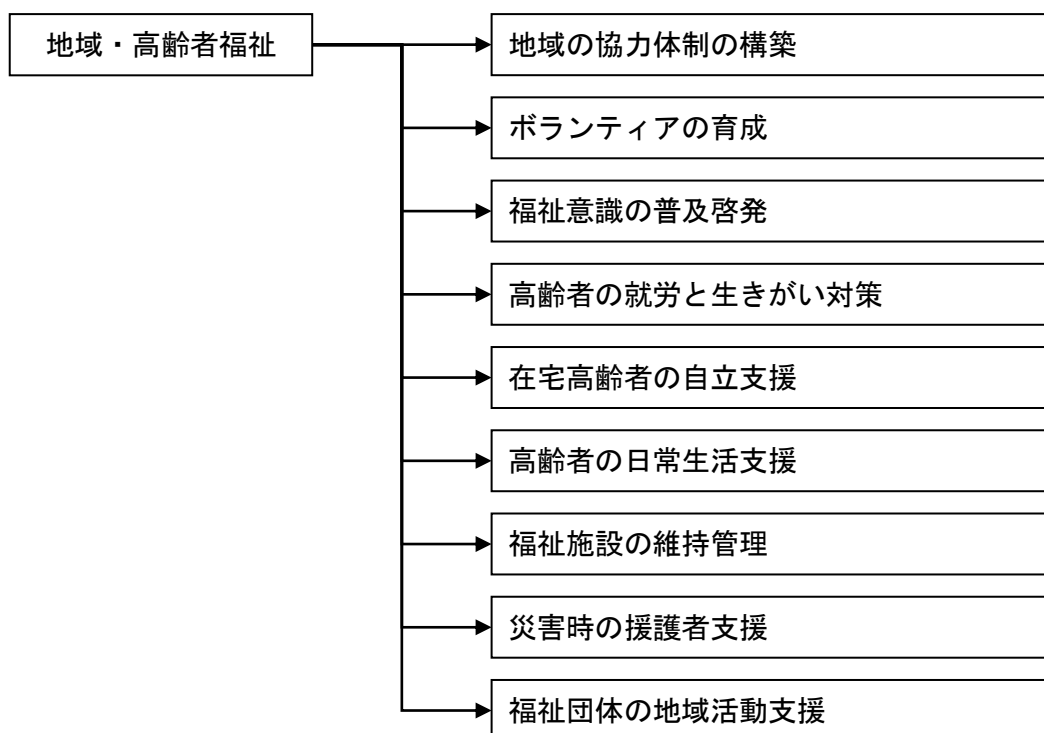 地域・高齢者福祉
地域の協力体制の構築
ボランティアの育成
福祉意識の普及啓発
高齢者の就労と生きがい対策
在宅高齢者の自立支援
高齢者の日常生活支援
福祉施設の維持管理
災害時の援護者支援
福祉団体の地域活動支援